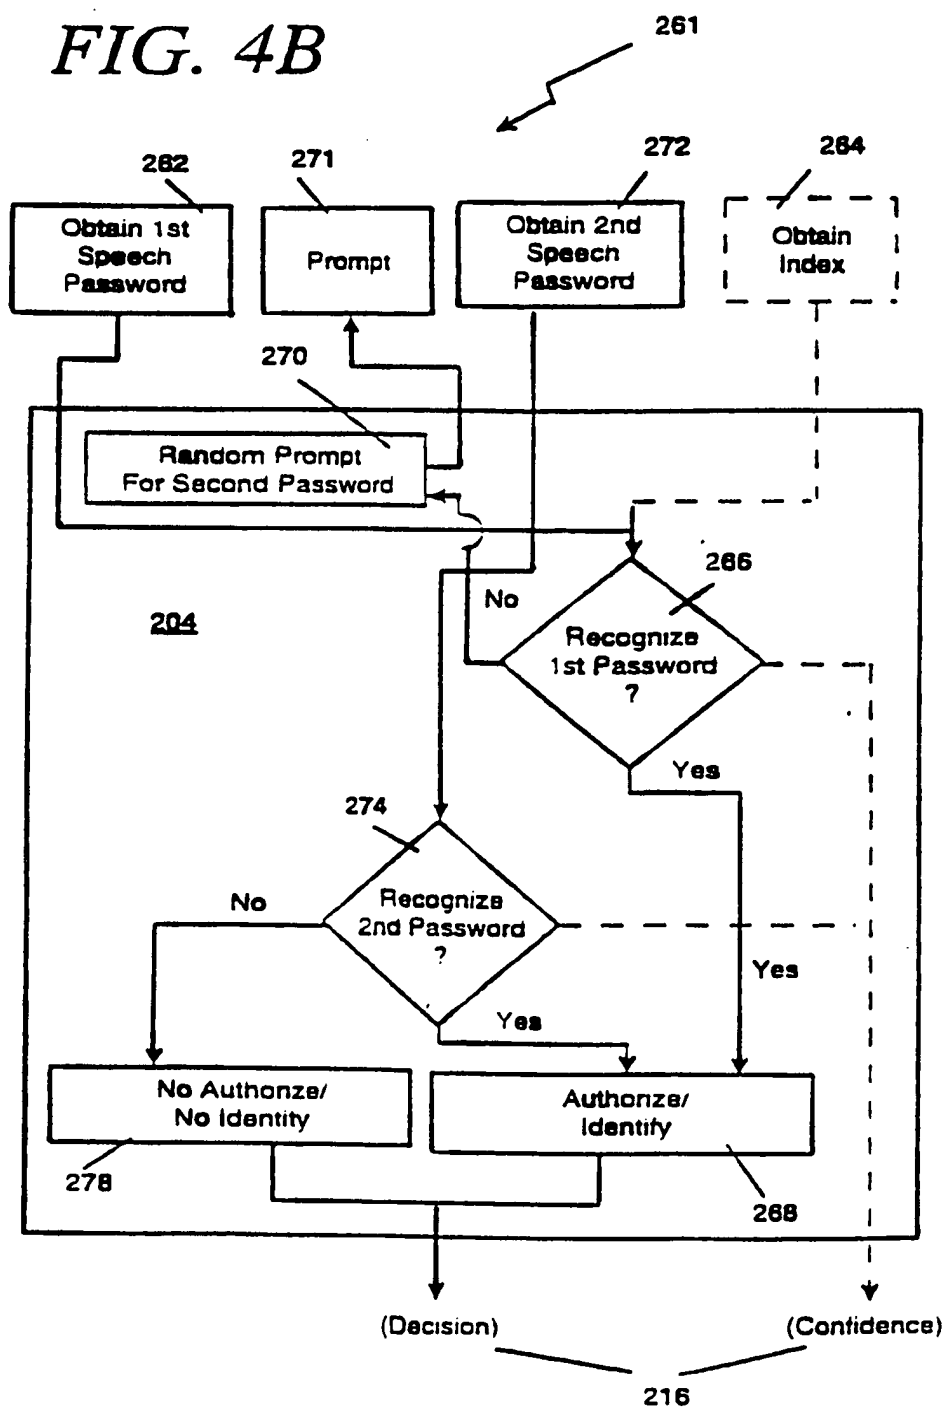 FIG. 4B
261
262
271
272
264
Obtain 1st
Speech
Password
Prompt
Obtain 2nd
Speech
Password
Obtain
Index
270
Random Prompt
For Second Password
266
No
204
Recognize
1st Password
?
Yes
274
Recognize
2nd Password
?
No
Yes
Yes
No Authorize/
No Identity
Authorize/
Identify
278
268
(Decision)
(Confidence)
216